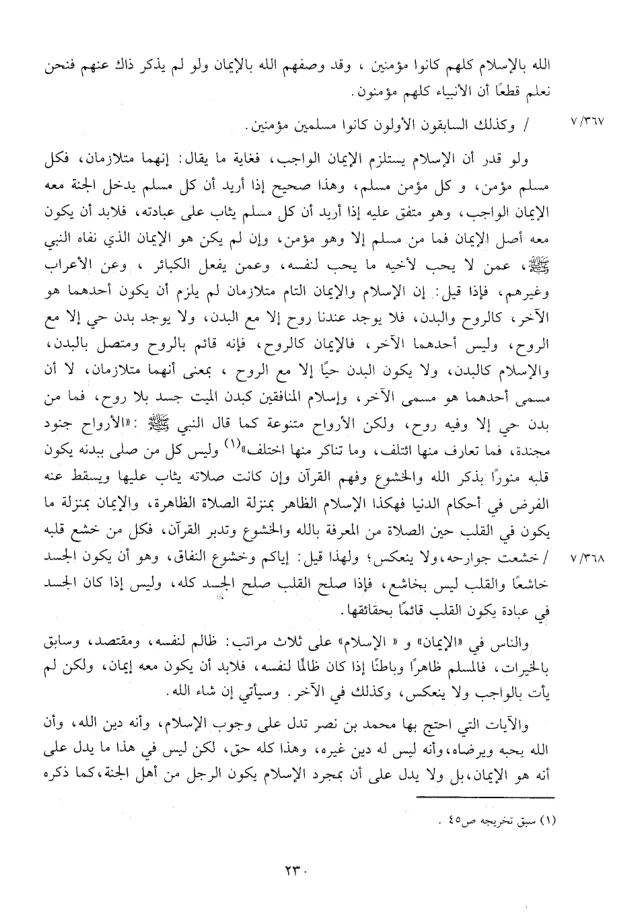 الله بالإسلام كلهم كانوا مؤمنين ، وقد وصفهم الله بالإيمان ولو لم يذكر ذاك عنهم فنحن
نعلم قطعًا أن الأنبياء كلهم مؤمنون.
٧/٣٦٧ / وكذلك السابقون الأولون كانوا مسلمين مؤمنين.
ولو قدر أن الإسلام يستلزم الإيمان الواجب، فغاية ما يقال: إنهما متلازمان، فكل
مسلم مؤمن، و كل مؤمن مسلم، وهذا صحيح إذا أريد أن كل مسلم يدخل الجنة معه
الإيمان الواجب، وهو متفق عليه إذا أريد أن كل مسلم يثاب على عبادته، فلابد أن يكون
معه أصل الإيمان فما من مسلم إلا وهو مؤمن، وإن لم يكن هو الإيمان الذي نفاه النبي
ﷺ، عمن لا يحب لأخيه ما يحب لنفسه، وعمن يفعل الكبائر ، وعن الأعراب
وغيرهم، فإذا قيل: إن الإسلام والإيمان التام متلازمان لم يلزم أن يكون أحدهما هو
الآخر، كالروح والبدن، فلا يوجد عندنا روح إلا مع البدن، ولا يوجد بدن حي إلا مع
الروح، وليس أحدهما الآخر، فالإيمان كالروح، فإنه قائم بالروح ومتصل بالبدن،
والإسلام كالبدن، ولا يكون البدن حيًا إلا مع الروح ، بمعنى أنهما متلازمان، لا أن
مسمى أحدهما هو مسمى الآخر، وإسلام المنافقين كبدن الميت جسد بلا روح، فما من
بدن حي إلا وفيه روح، ولكن الأرواح متنوعة كما قال النبي ﷺ :«الأرواح جنود
مجندة، فما تعارف منها ائتلف، وما تناكر منها اختلف»(١) وليس كل من صلى ببدنه يكون
قلبه منورًا بذكر الله والخشوع وفهم القرآن وإن كانت صلاته يثاب عليها ويسقط عنه
الفرض في أحكام الدنيا فهكذا الإسلام الظاهر بمنزلة الصلاة الظاهرة، والإيمان بمنزلة ما
يكون في القلب حين الصلاة من المعرفة بالله والخشوع وتدبر القرآن، فكل من خشع قلبه
٧/٣٦٨ / خشعت جوارحه،ولا ينعكس؛ ولهذا قيل: إياكم وخشوع النفاق، وهو أن يكون الجسد
خاشعًا والقلب ليس بخاشع، فإذا صلح القلب صلح الجسد كله، وليس إذا كان الجسد
في عبادة يكون القلب قائمًا بحقائقها.
والناس في «الإيمان» و « الإسلام» على ثلاث مراتب: ظالم لنفسه، ومقتصد، وسابق
بالخيرات، فالمسلم ظاهرًا وباطنًا إذا كان ظالمًا لنفسه، فلابد أن يكون معه إيمان، ولكن لم
يأت بالواجب ولا ينعكس، وكذلك في الآخر. وسيأتي إن شاء الله.
والآيات التي احتج بها محمد بن نصر تدل على وجوب الإسلام، وأنه دين الله، وأن
الله يحبه ويرضاه،وأنه ليس له دين غيره، وهذا كله حق، لكن ليس في هذا ما يدل على
أنه هو الإيمان،بل ولا يدل على أن بمجرد الإسلام يكون الرجل من أهل الجنة،كما ذكره
(١) سبق تخريجه ص٤٥ .
٢٣٠